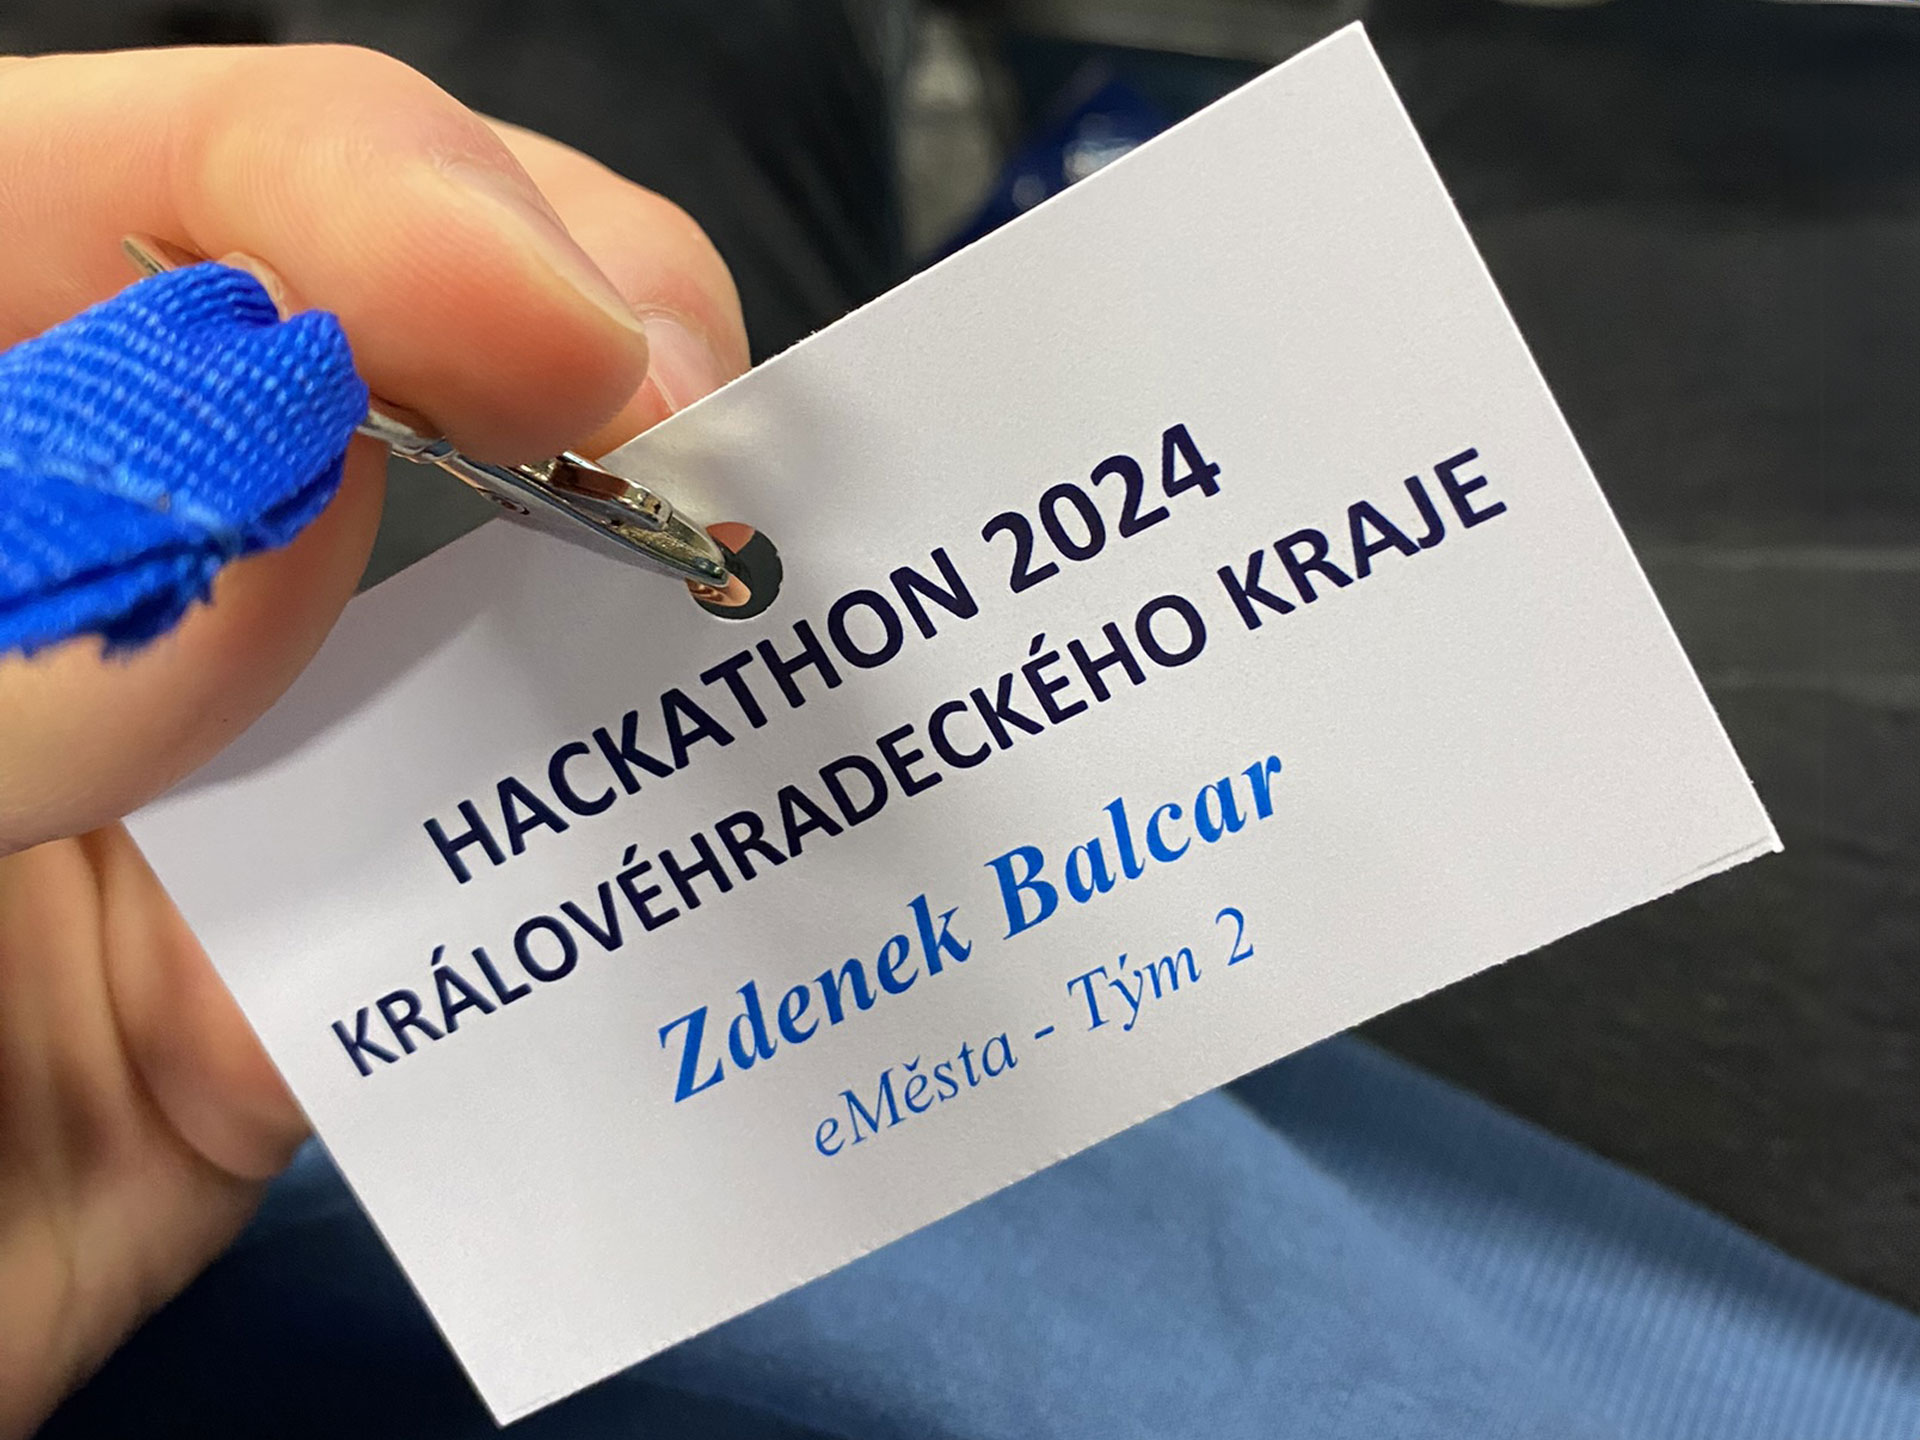 HACKATHON 2024
KRÁLOVÉHRADECKÉHO KRAJE
Zdenek Balcar
eMěsta - Tým 2